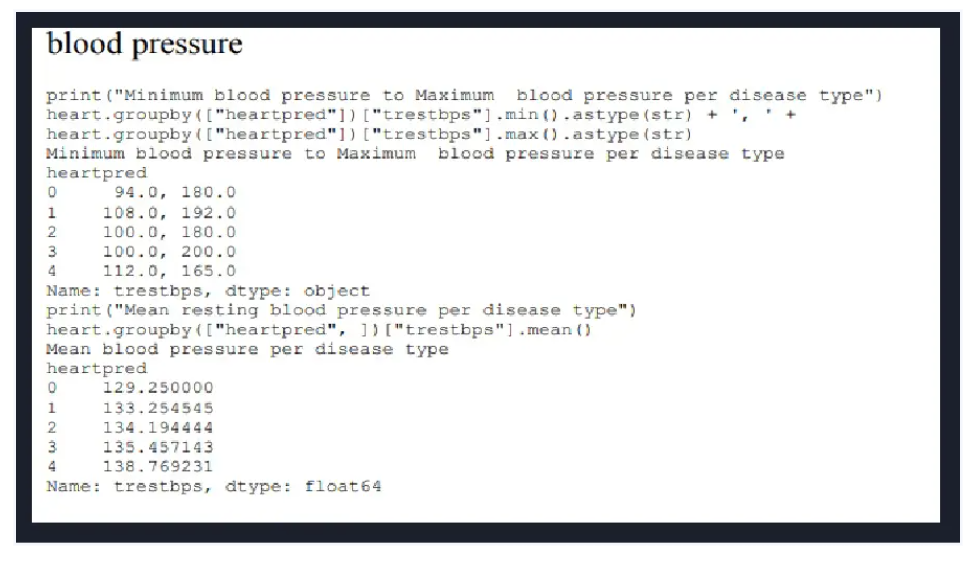 blood pressure
print("Minimum blood pressure to Maximum  blood pressure per disease type")
heart.groupby(["heartpred"])["trestbps"].min().astype(str) + ', ' +
heart.groupby(["heartpred"])["trestbps"].max().astype(str)
Minimum blood pressure to Maximum  blood pressure per disease type
heartpred
0      94.0, 180.0
1     108.0, 192.0
2     100.0, 180.0
3     100.0, 200.0
4     112.0, 165.0
Name: trestbps, dtype: object
print("Mean resting blood pressure per disease type")
heart.groupby(["heartpred", ])["trestbps"].mean()
Mean blood pressure per disease type
heartpred
0     129.250000
1     133.254545
2     134.194444
3     135.457143
4     138.769231
Name: trestbps, dtype: float64